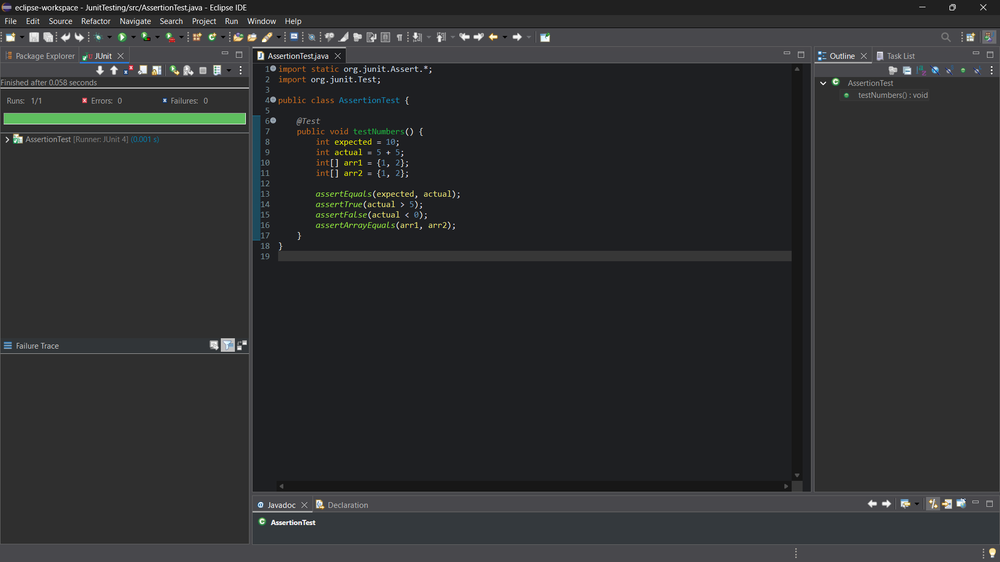 eclipse-workspace - JunitTesting/src/AssertionTest.java - Eclipse IDE
File Edit Source Refactor Navigate Search Project Run Window Help
Package Explorer JUnit
Finished after 0.058 seconds
Runs: 1/1 Errors: 0 Failures: 0
AssertionTest [Runner: JUnit 4] (0.001 s)
Failure Trace
AssertionTest.java
1 import static org.junit.Assert.*;
2 import org.junit.Test;
3
4 public class AssertionTest {
5
6     @Test
7     public void testNumbers() {
8         int expected = 10;
9         int actual = 5 + 5;
10         int[] arr1 = {1, 2};
11         int[] arr2 = {1, 2};
12
13         assertEquals(expected, actual);
14         assertTrue(actual > 5);
15         assertFalse(actual < 0);
16         assertArrayEquals(arr1, arr2);
17     }
18 }
19
Outline Task List
AssertionTest
testNumbers() : void
@ Javadoc Declaration
AssertionTest